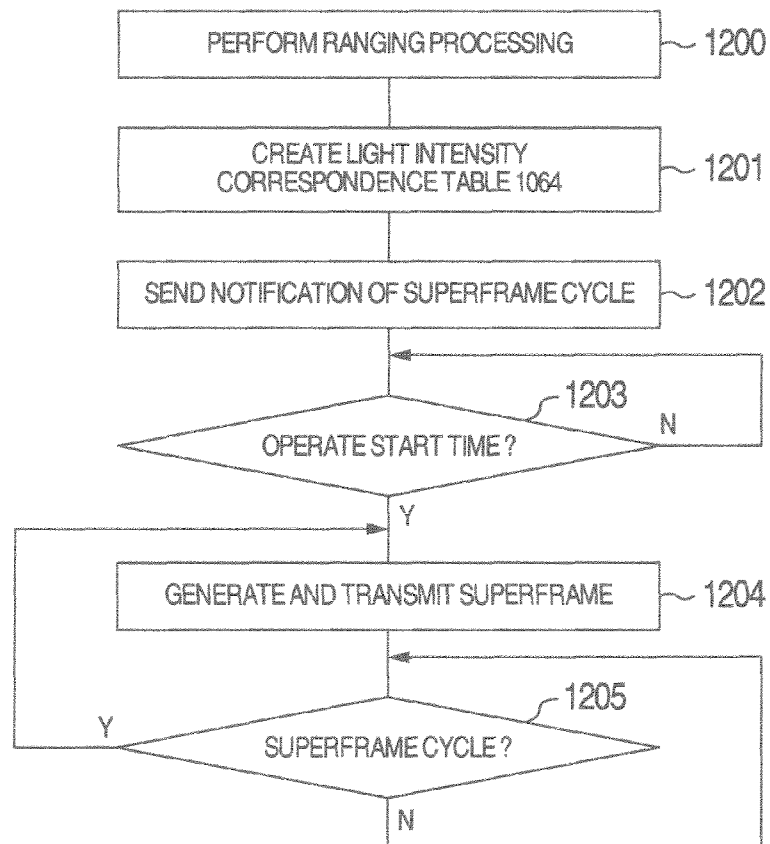 PERFORM RANGING PROCESSING
1200
CREATE LIGHT INTENSITY
CORRESPONDENCE TABLE 1064
1201
SEND NOTIFICATION OF SUPERFRAME CYCLE
1202
1203
OPERATE START TIME ?
N
Y
GENERATE AND TRANSMIT SUPERFRAME
1204
1205
Y
SUPERFRAME CYCLE ?
N